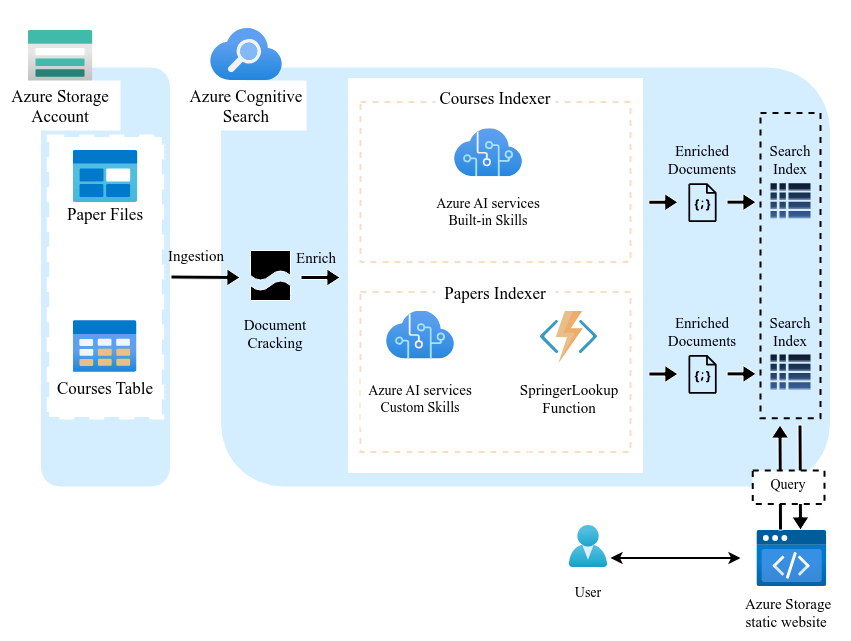 Azure Storage
Account
Azure Cognitive
Search
Paper Files
Courses Table
Ingestion
Document
Cracking
Enrich
Courses Indexer
Azure AI services
Built-in Skills
Papers Indexer
Azure AI services
Custom Skills
SpringerLookup
Function
Enriched
Documents
{;}
Search
Index
Enriched
Documents
{;}
Search
Index
Query
User
</>
Azure Storage
static website